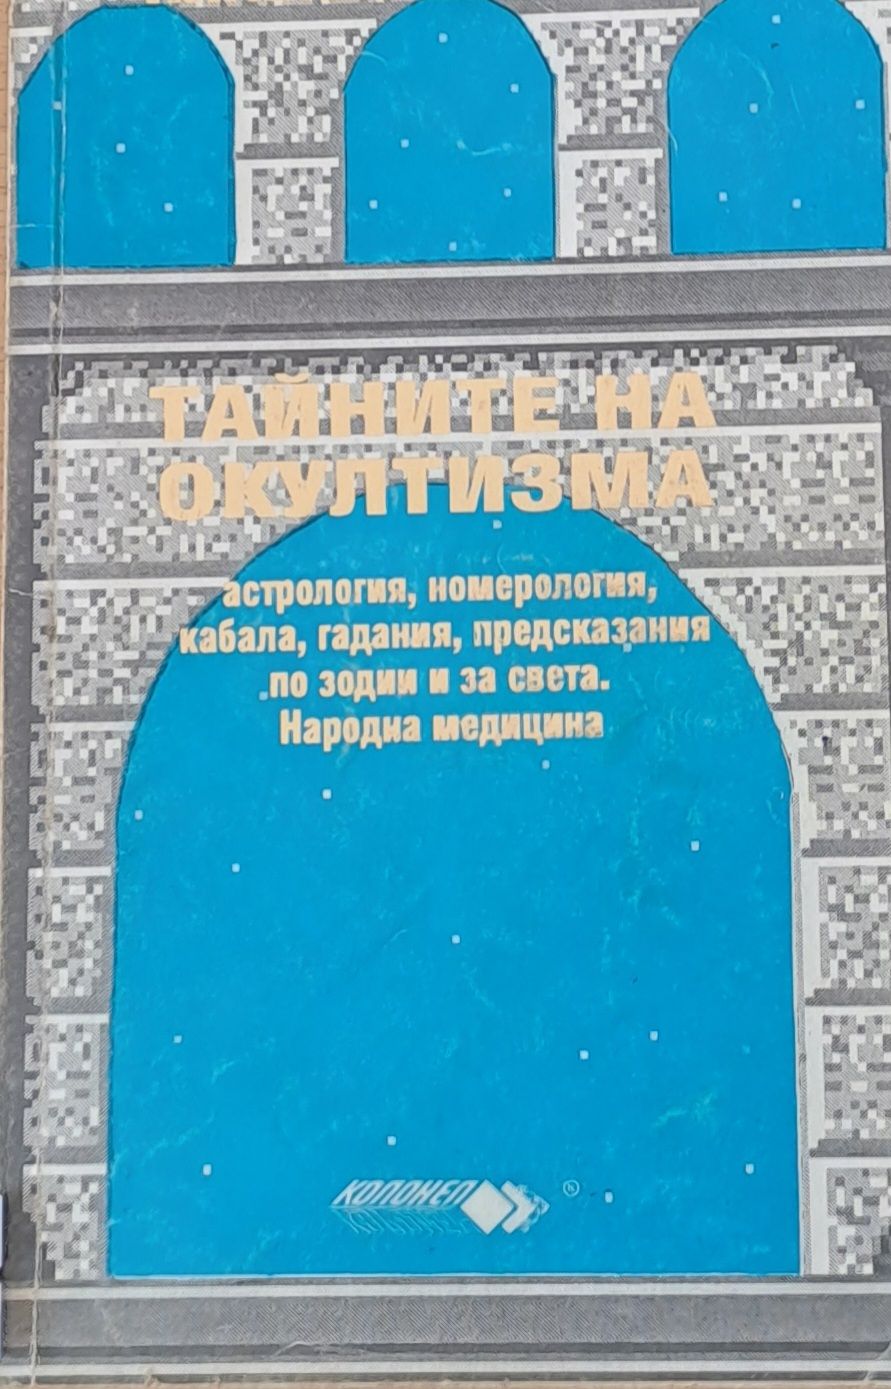 ТАЙНИТЕ НА
ОКУЛТИЗМА
астрология, номерология,
кабала, гадания, предсказания
по зодии и за света.
Народна медицина
КОЛОНЕЛ